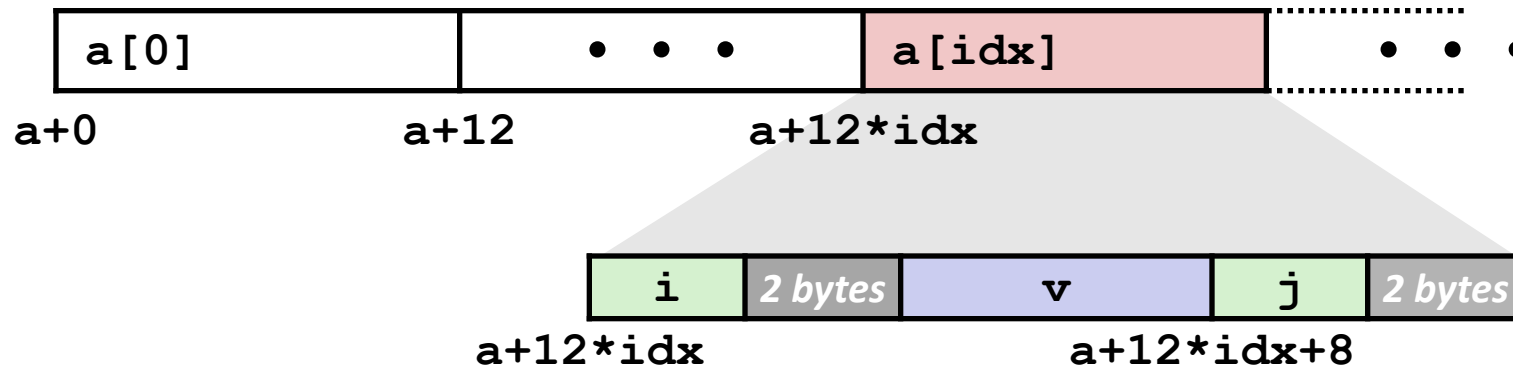 a[0] • • • a[idx] • • •
a+0 a+12 a+12*idx
i 2 bytes v j 2 bytes
a+12*idx a+12*idx+8